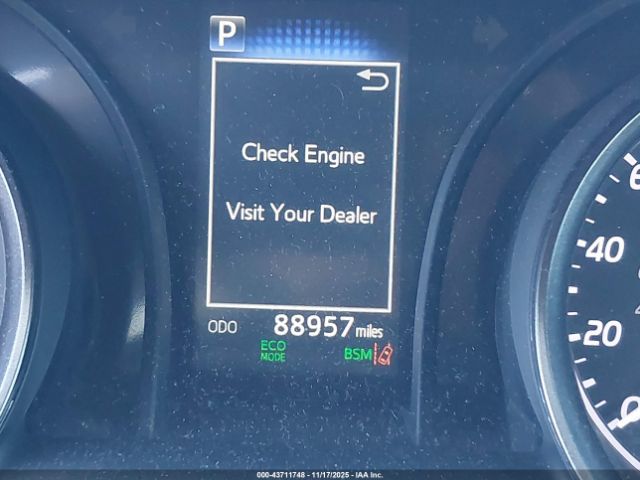 P
Check Engine
Visit Your Dealer
ODO 88957 miles
ECO MODE
BSM
40
20
0
000-43711748 - 11/17/2025 - IAA Inc.